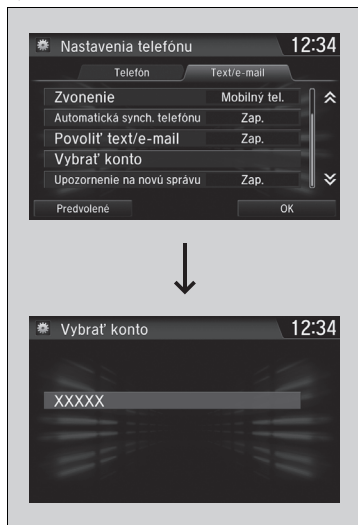 Nastavenia telefónu 12:34
Telefón Text/e-mail
Zvonenie Mobilný tel.
Automatická synch. telefónu Zap.
Povoliť text/e-mail Zap.
Vybrať konto
Upozornenie na novú správu Zap.
Predvolené OK
Vybrať konto 12:34
XXXXX